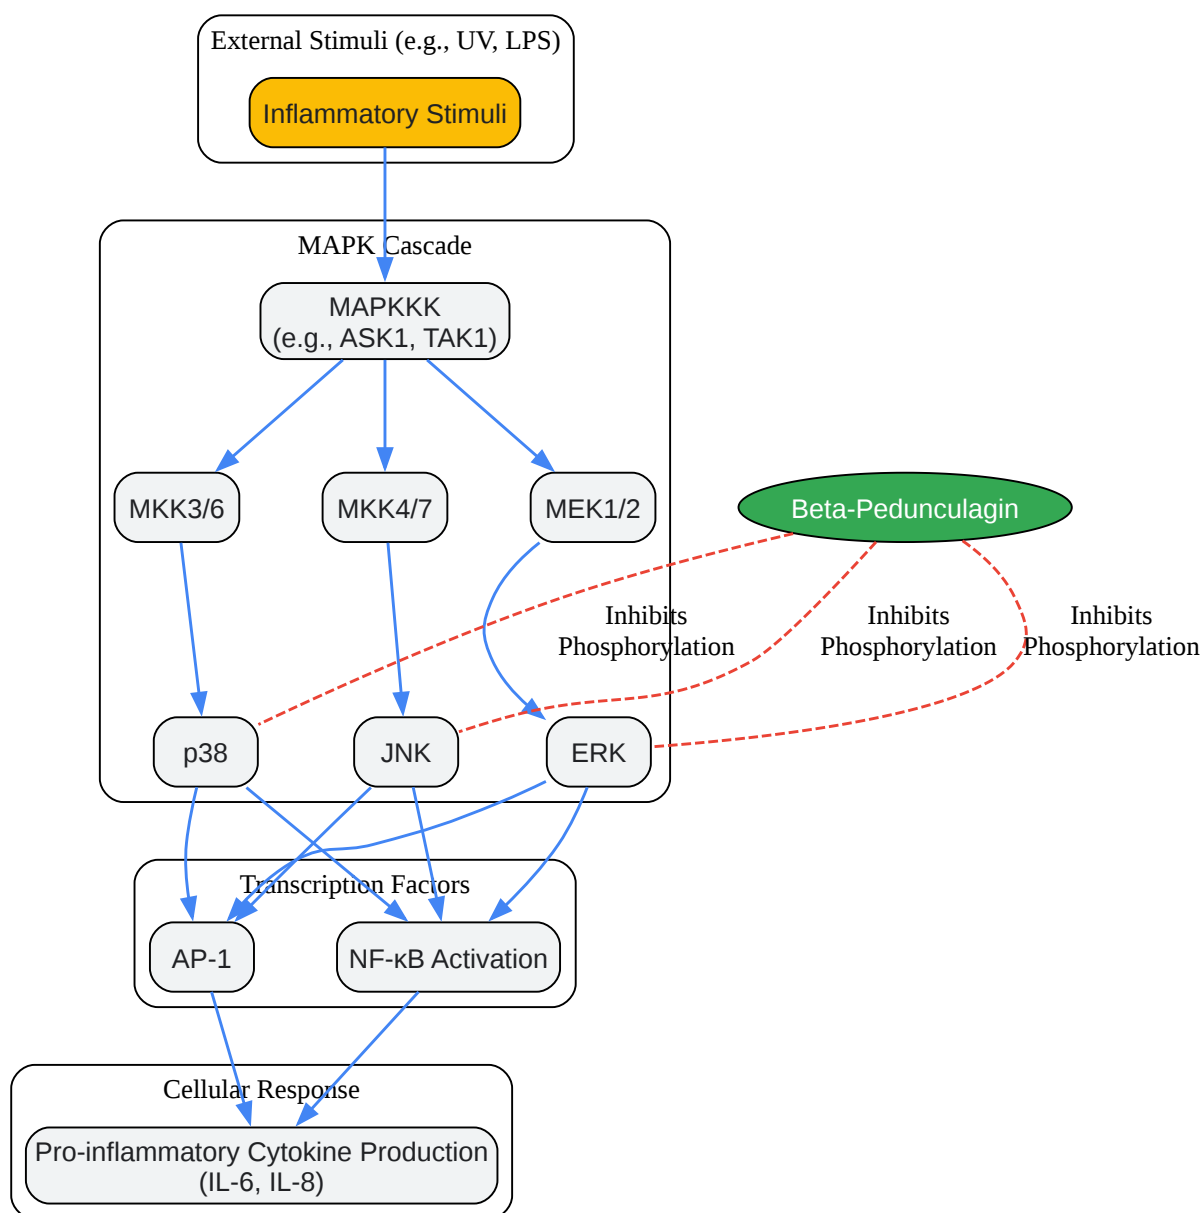 External Stimuli (e.g., UV, LPS)
Inflammatory Stimuli
MAPK Cascade
MAPKKK
(e.g., ASK1, TAK1)
MKK3/6
MKK4/7
MEK1/2
Beta-Pedunculagin
Inhibits
Phosphorylation
Inhibits
Phosphorylation
Inhibits
Phosphorylation
p38
JNK
ERK
Transcription Factors
AP-1
NF-κB Activation
Cellular Response
Pro-inflammatory Cytokine Production
(IL-6, IL-8)